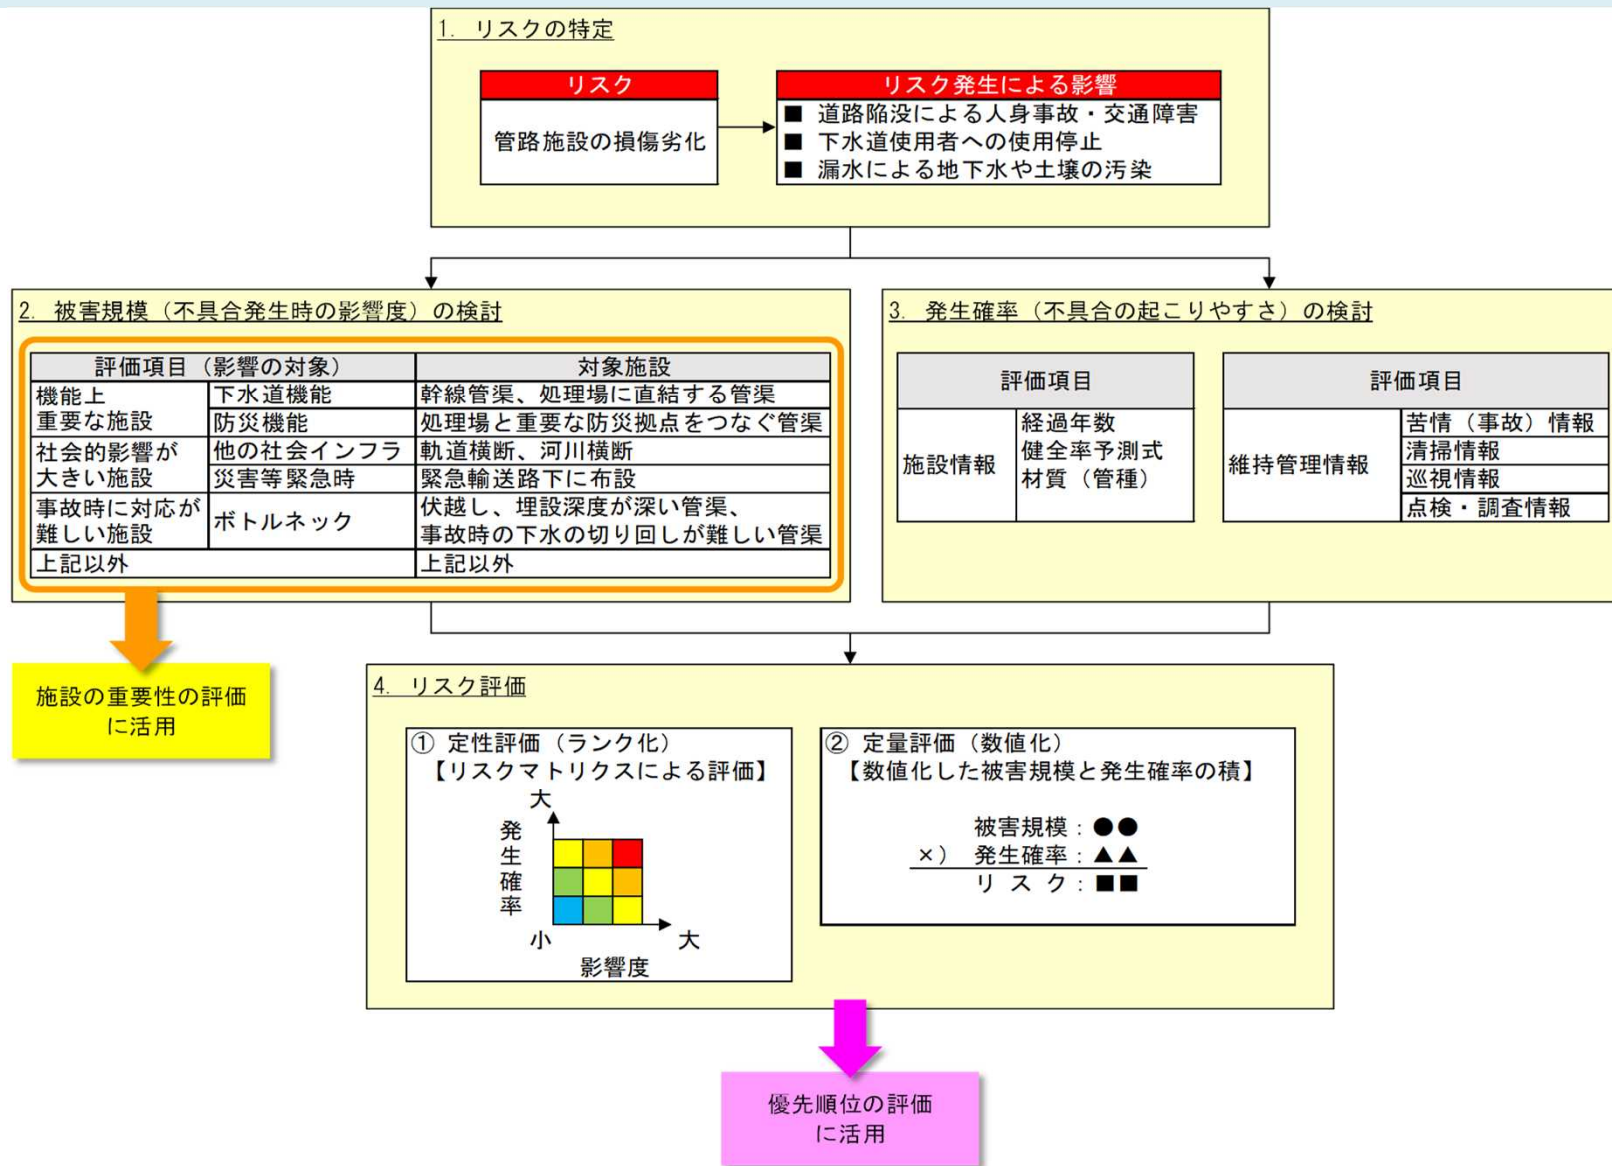 1. リスクの特定
リスク
管路施設の損傷劣化
リスク発生による影響
■ 道路陥没による人身事故・交通障害
■ 下水道使用者への使用停止
■ 漏水による地下水や土壌の汚染
2. 被害規模（不具合発生時の影響度）の検討
評価項目（影響の対象） 対象施設
機能上
重要な施設
下水道機能 幹線管渠、処理場に直結する管渠
防災機能 処理場と重要な防災拠点をつなぐ管渠
社会的影響が
大きい施設
他の社会インフラ 軌道横断、河川横断
災害等緊急時 緊急輸送路下に布設
事故時に対応が
難しい施設
ボトルネック
伏越し、埋設深度が深い管渠、
事故時の下水の切り回しが難しい管渠
上記以外 上記以外
施設の重要性の評価
に活用
3. 発生確率（不具合の起こりやすさ）の検討
評価項目
施設情報
経過年数
健全率予測式
材質（管種）
評価項目
維持管理情報
苦情（事故）情報
清掃情報
巡視情報
点検・調査情報
4. リスク評価
① 定性評価（ランク化）
【リスクマトリクスによる評価】
大
発生確率
小
大
影響度
② 定量評価（数値化）
【数値化した被害規模と発生確率の積】
被害規模：●●
×） 発生確率：▲▲
リ ス ク：■■
優先順位の評価
に活用